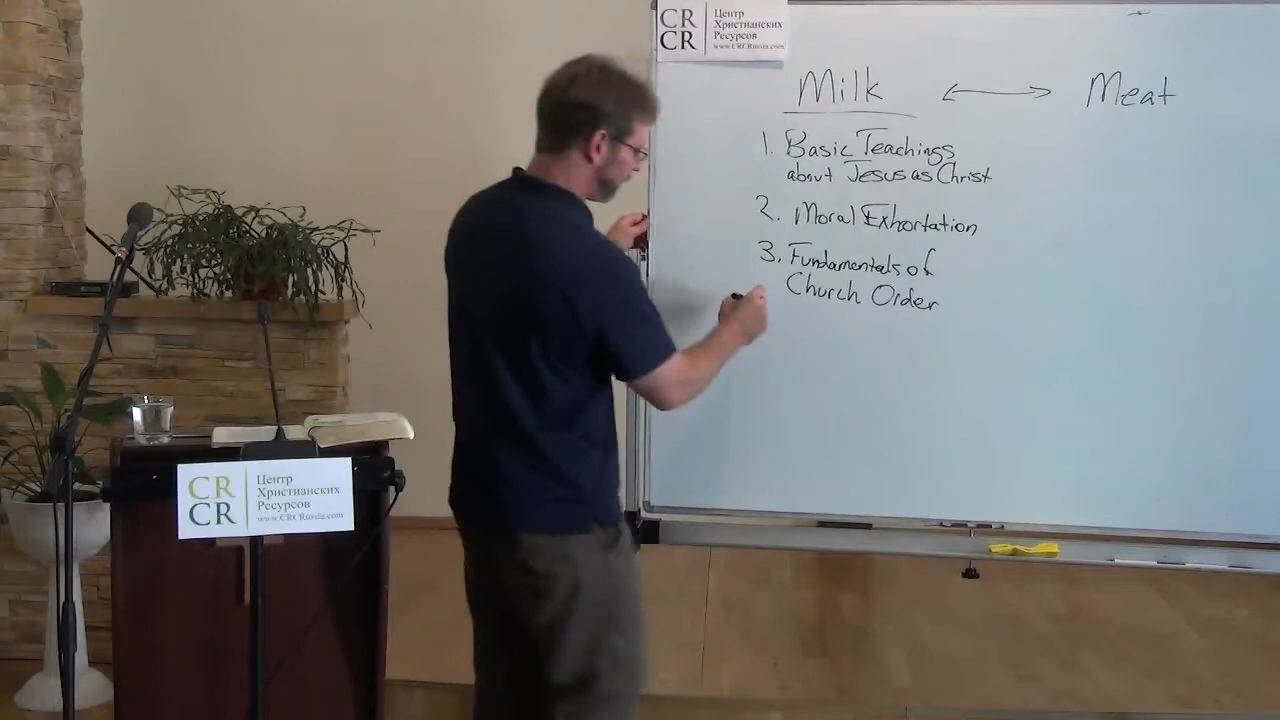 CR
CR
Центр
Христианских
Ресурсов
www.CRCRussia.com
Milk ↔ Meat
1. Basic Teachings
about Jesus as Christ
2. Moral Exhortation
3. Fundamentals of
Church Order
CR
CR
Центр
Христианских
Ресурсов
www.CRCRussia.com